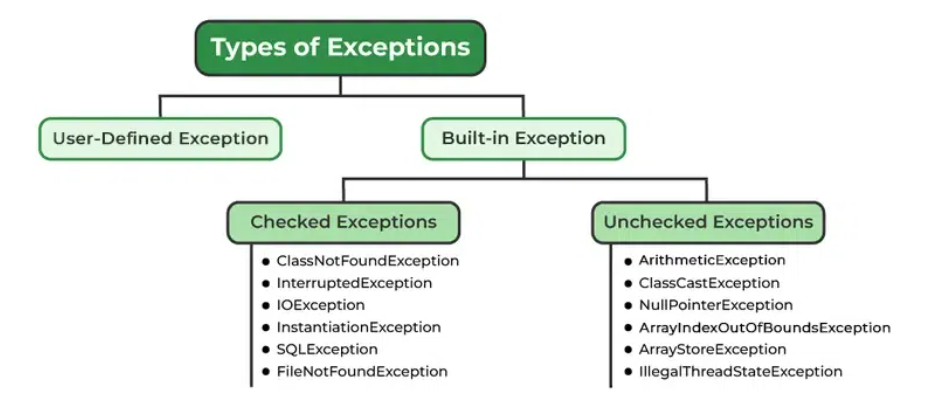 Types of Exceptions
User-Defined Exception
Built-in Exception
Checked Exceptions
ClassNotFoundException
InterruptedException
IOException
InstantiationException
SQLException
FileNotFoundException
Unchecked Exceptions
ArithmeticException
ClassCastException
NullPointerException
ArrayIndexOutOfBoundsException
ArrayStoreException
IllegalThreadStateException